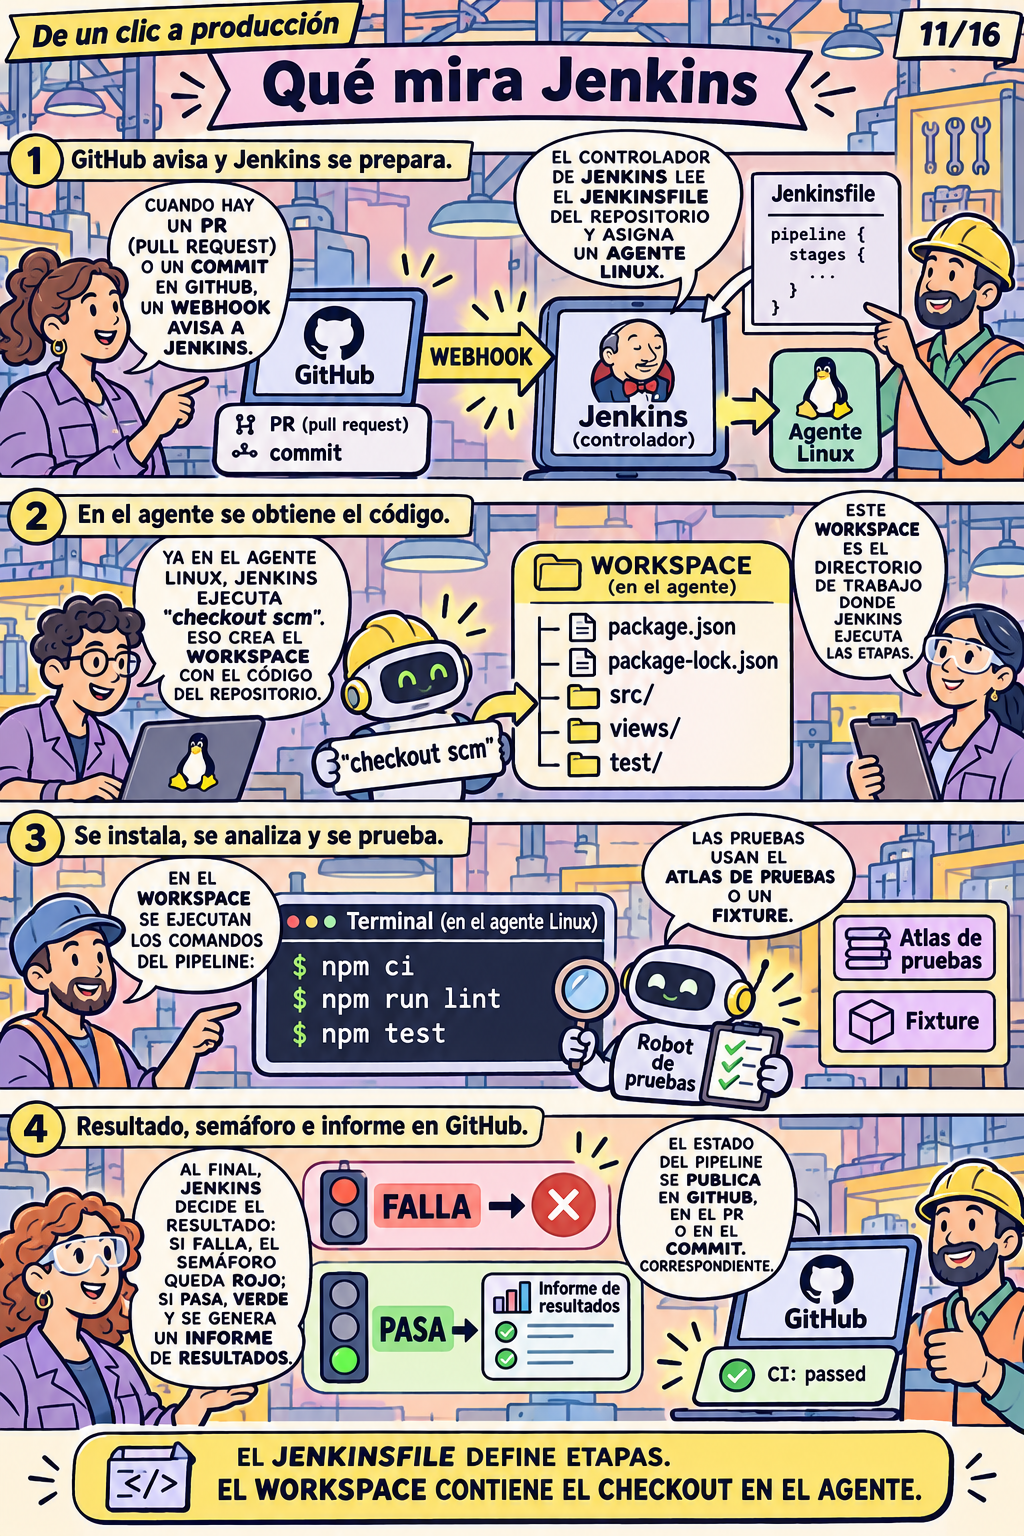 De un clic a producción
11/16
Qué mira Jenkins
1
GitHub avisa y Jenkins se prepara.
CUANDO HAY
UN PR
(PULL REQUEST)
O UN COMMIT
EN GITHUB,
UN WEBHOOK
AVISA A
JENKINS.
GitHub
PR (pull request)
commit
WEBHOOK
EL CONTROLADOR
DE JENKINS LEE
EL JENKINSFILE
DEL REPOSITORIO
Y ASIGNA
UN AGENTE
LINUX.
Jenkins
(controlador)
Jenkinsfile
pipeline {
stages {
...
}
}
Agente
Linux
2
En el agente se obtiene el código.
YA EN EL AGENTE
LINUX, JENKINS
EJECUTA
"checkout scm".
ESO CREA EL
WORKSPACE
CON EL CÓDIGO
DEL REPOSITORIO.
"checkout scm"
WORKSPACE
(en el agente)
package.json
package-lock.json
src/
views/
test/
ESTE
WORKSPACE
ES EL
DIRECTORIO
DE TRABAJO
DONDE
JENKINS
EJECUTA
LAS ETAPAS.
3
Se instala, se analiza y se prueba.
EN EL
WORKSPACE
SE EJECUTAN
LOS COMANDOS
DEL PIPELINE:
Terminal (en el agente Linux)
$ npm ci
$ npm run lint
$ npm test
LAS PRUEBAS
USAN EL
ATLAS DE PRUEBAS
O UN
FIXTURE.
Robot
de
pruebas
Atlas de
pruebas
Fixture
4
Resultado, semáforo e informe en GitHub.
AL FINAL,
JENKINS
DECIDE EL
RESULTADO:
SI FALLA, EL
SEMÁFORO
QUEDA ROJO;
SI PASA, VERDE
Y SE GENERA
UN INFORME
DE RESULTADOS.
FALLA
PASA
Informe de
resultados
EL ESTADO
DEL PIPELINE
SE PUBLICA
EN GITHUB,
EN EL PR
O EN EL
COMMIT.
CORRESPONDIENTE.
GitHub
CI: passed
</>
EL JENKINSFILE DEFINE ETAPAS.
EL WORKSPACE CONTIENE EL CHECKOUT EN EL AGENTE.